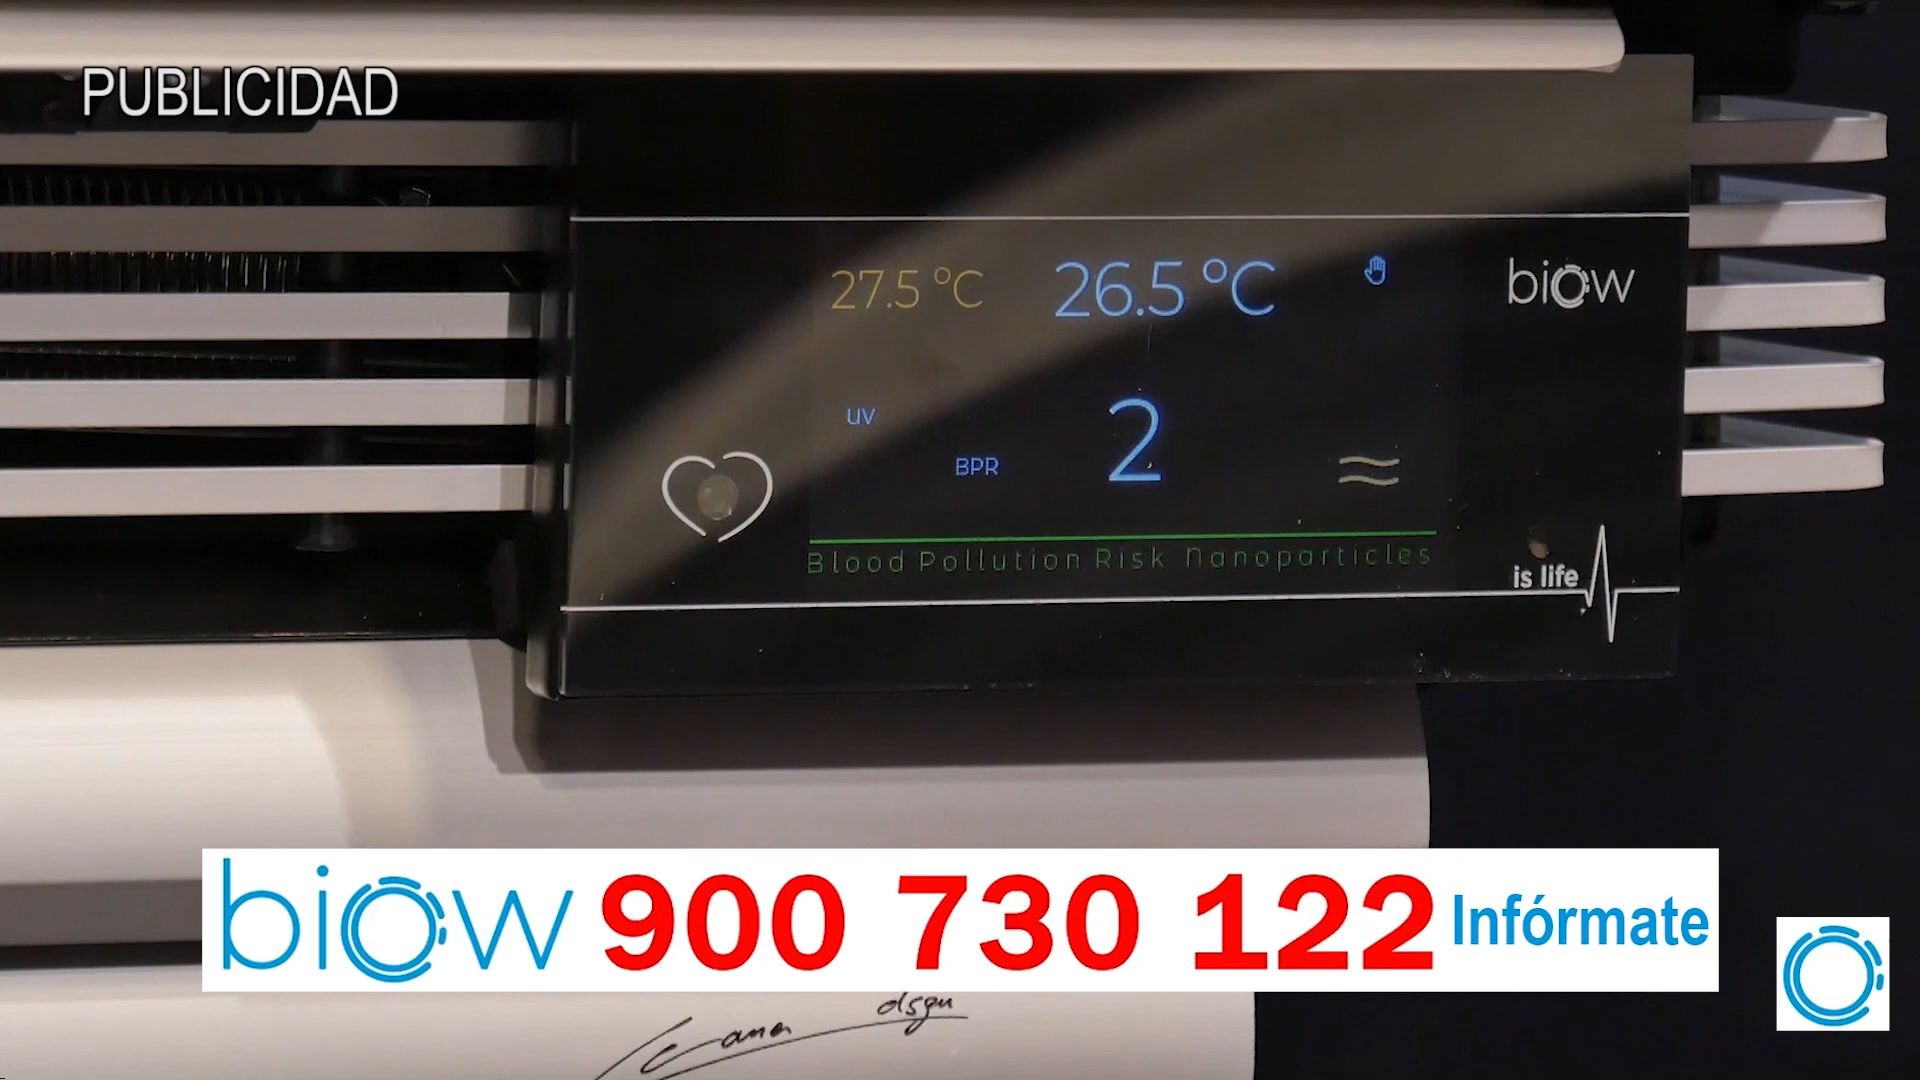 PUBLICIDAD
27.5 °C 26.5 °C
biow
UV
2
BPR
Blood Pollution Risk Nanoparticles
is life
biow 900 730 122 Infórmate
dsgn